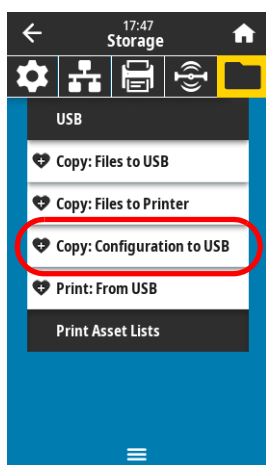 17:47
Storage
USB
Copy: Files to USB
Copy: Files to Printer
Copy: Configuration to USB
Print: From USB
Print Asset Lists